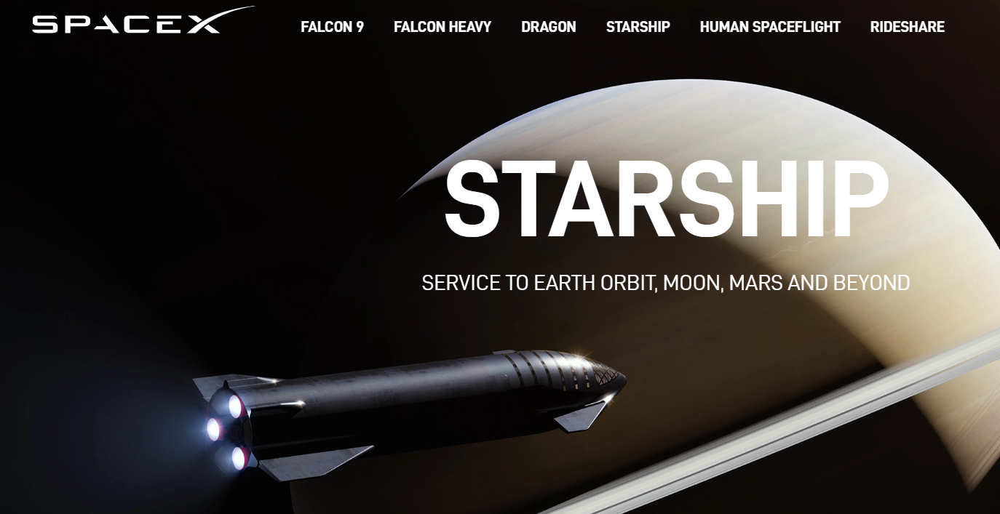 SPACEX
FALCON 9 FALCON HEAVY DRAGON STARSHIP HUMAN SPACEFLIGHT RIDESHARE
STARSHIP
SERVICE TO EARTH ORBIT, MOON, MARS AND BEYOND